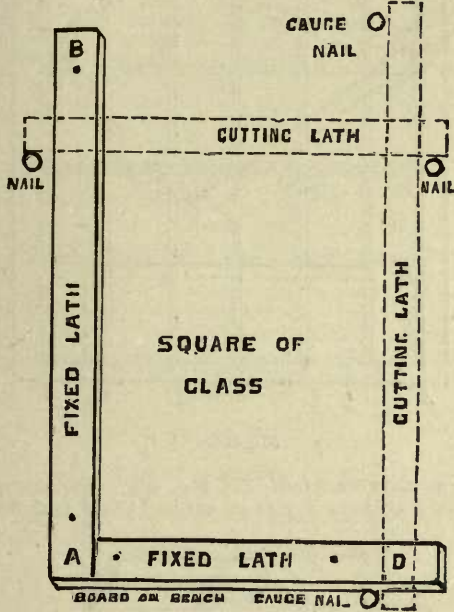 GAUGE
NAIL
B
CUTTING LATH
NAIL
NAIL
FIXED LATH
CUTTING LATH
SQUARE OF
GLASS
A
FIXED LATH
D
BOARD ON BENCH
GAUGE NAIL